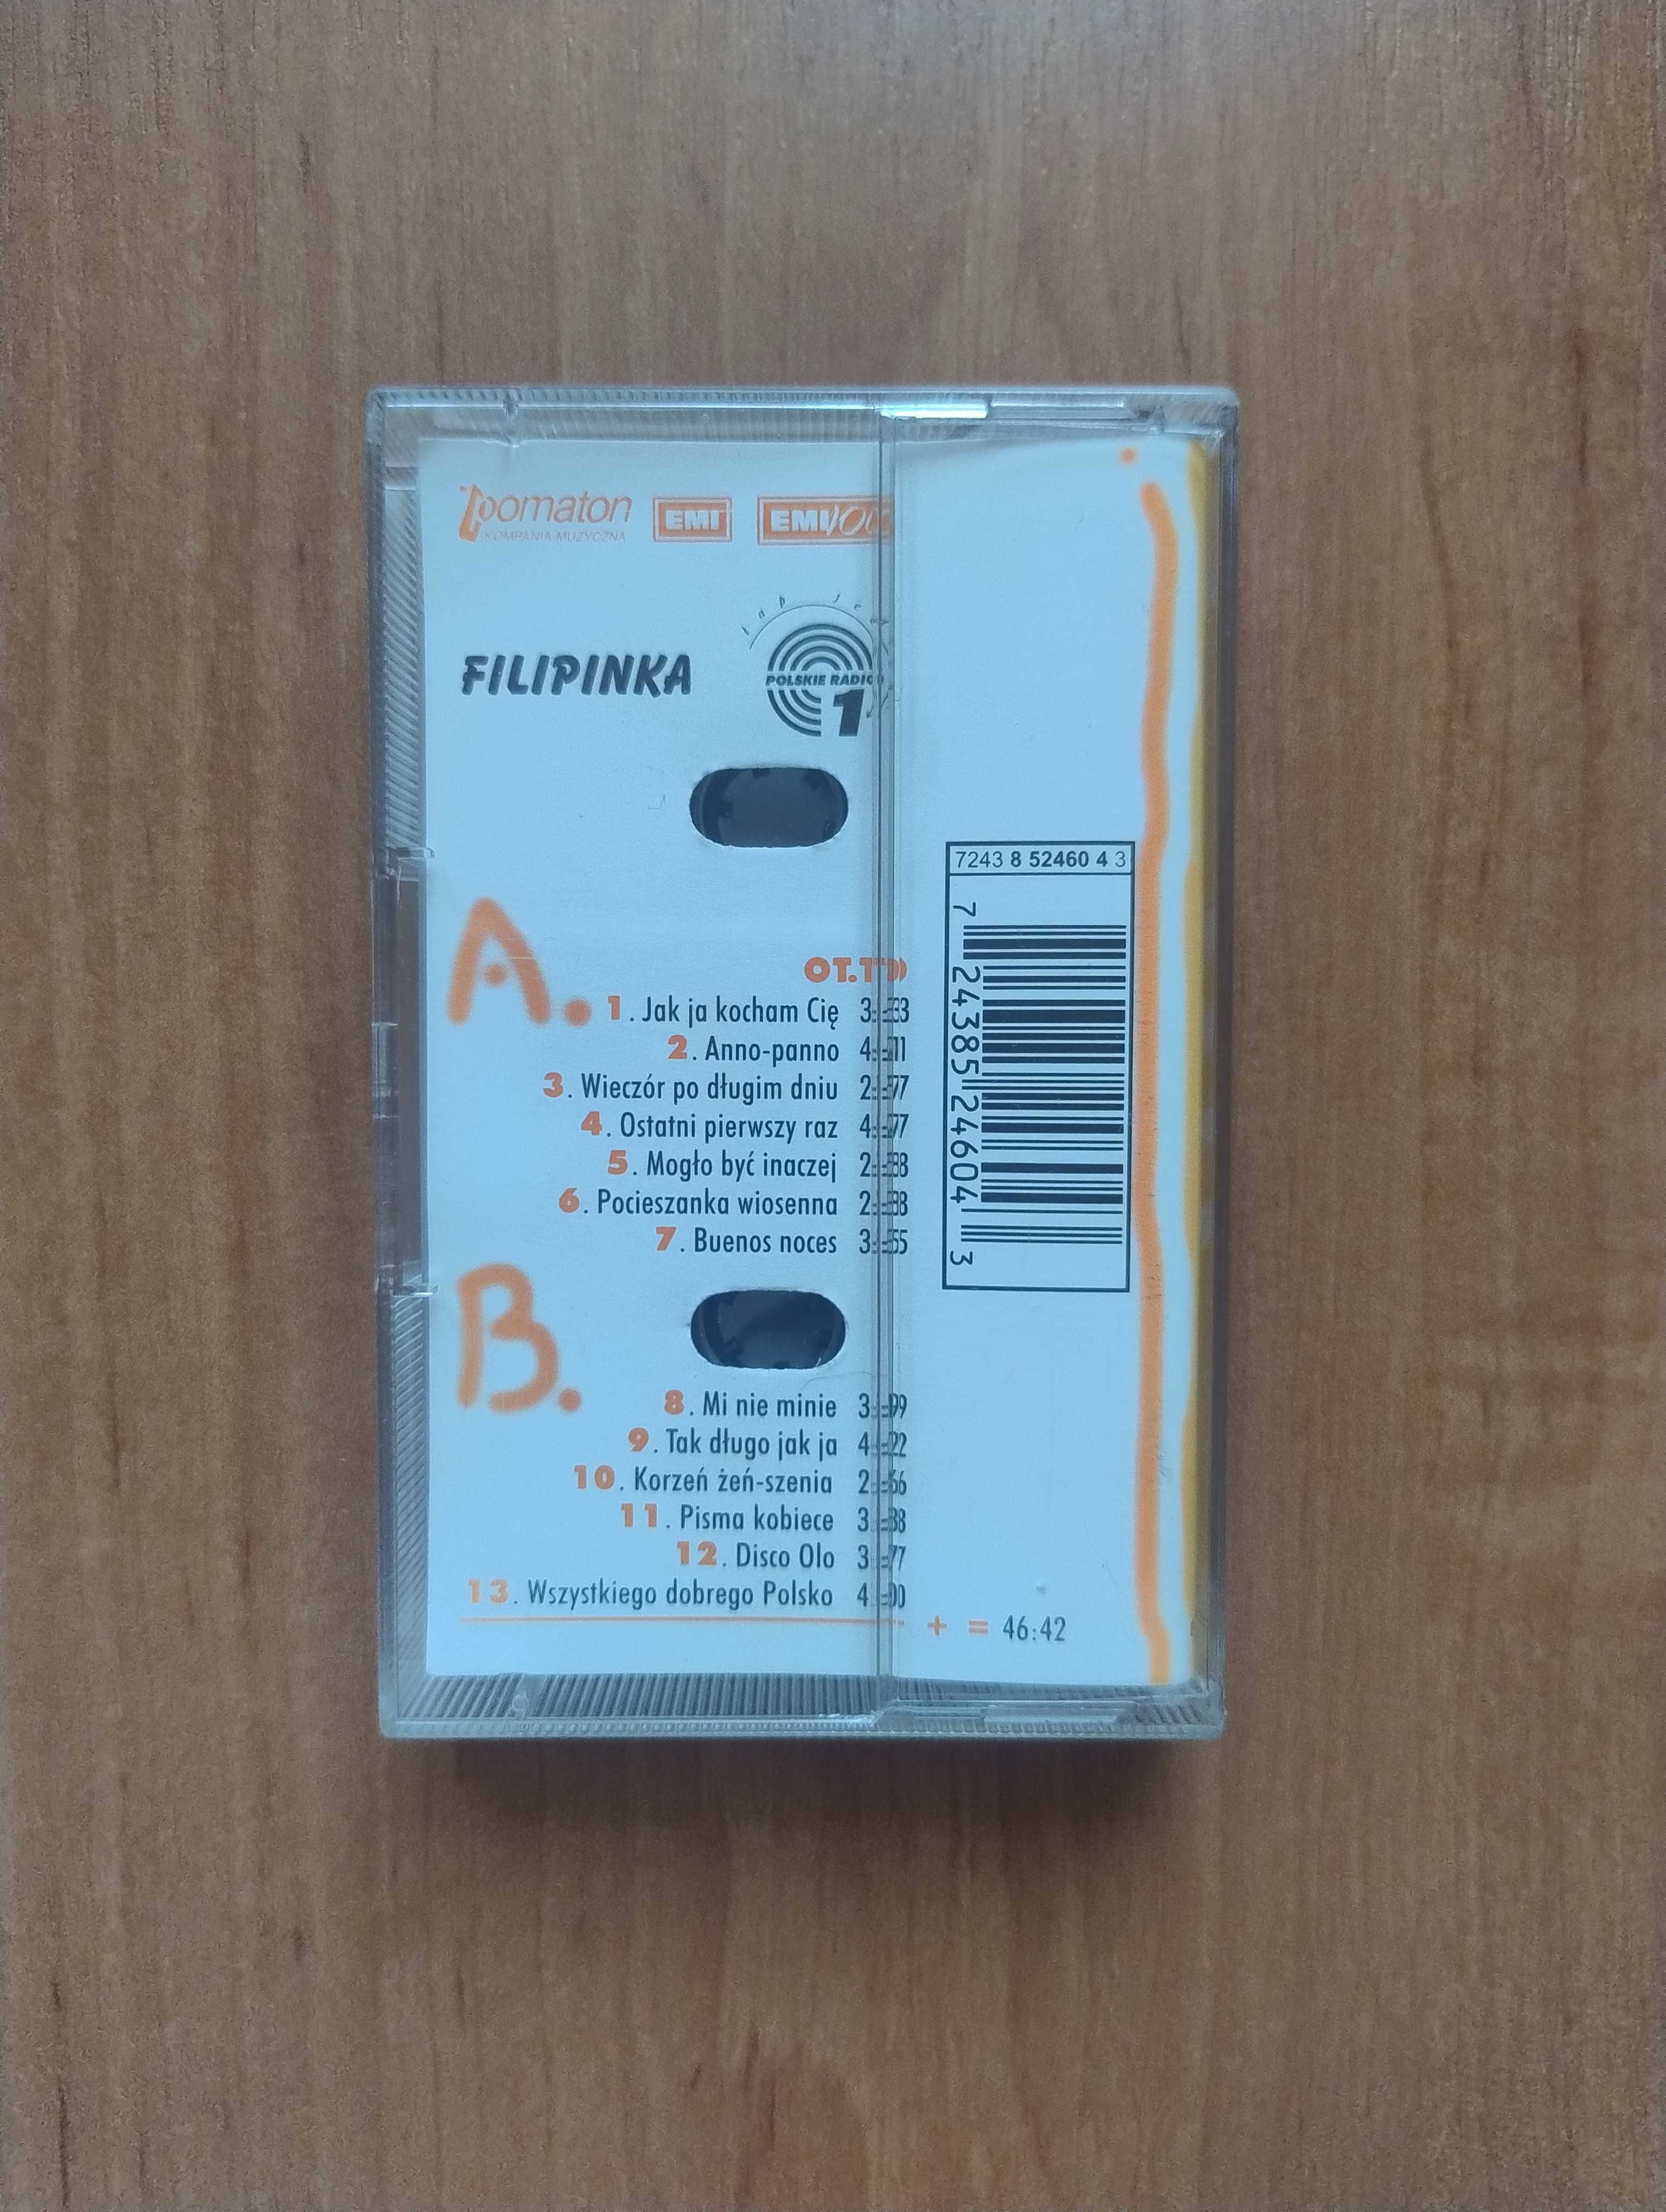 pomaton
KOMPANIA MUZYCZNA
EMI
EMI
FILIPINKA
POLSKIE RADIO
1
A.
OT.TO
1. Jak ja kocham Cię
2. Anno-panno
3. Wieczór po długim dniu
4. Ostatni pierwszy raz
5. Mogło być inaczej
6. Pocieszanka wiosenna
7. Buenos noces
B.
8. Mi nie minie
9. Tak długo jak ja
10. Korzeń żeń-szenia
11. Pisma kobiece
12. Disco Olo
13. Wszystkiego dobrego Polsko
+ = 46:42
7243 8 52460 4 3
7 24385 24604 3